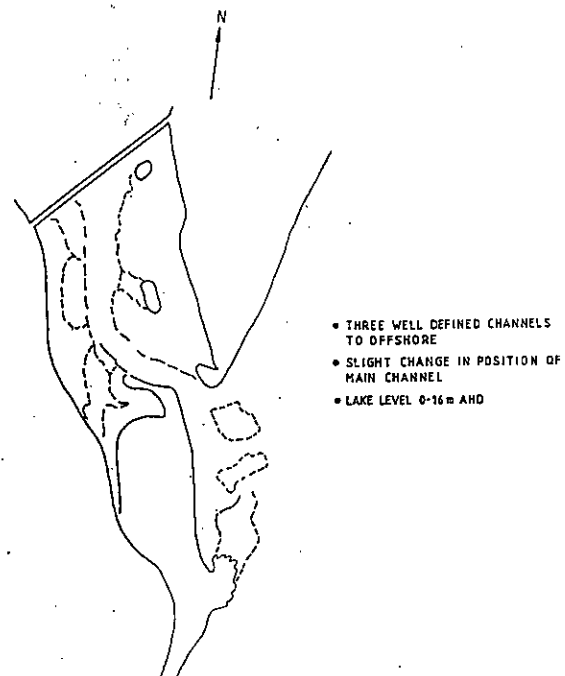 N
• THREE WELL DEFINED CHANNELS
TO OFFSHORE
• SLIGHT CHANGE IN POSITION OF
MAIN CHANNEL
• LAKE LEVEL 0·16 m AHD